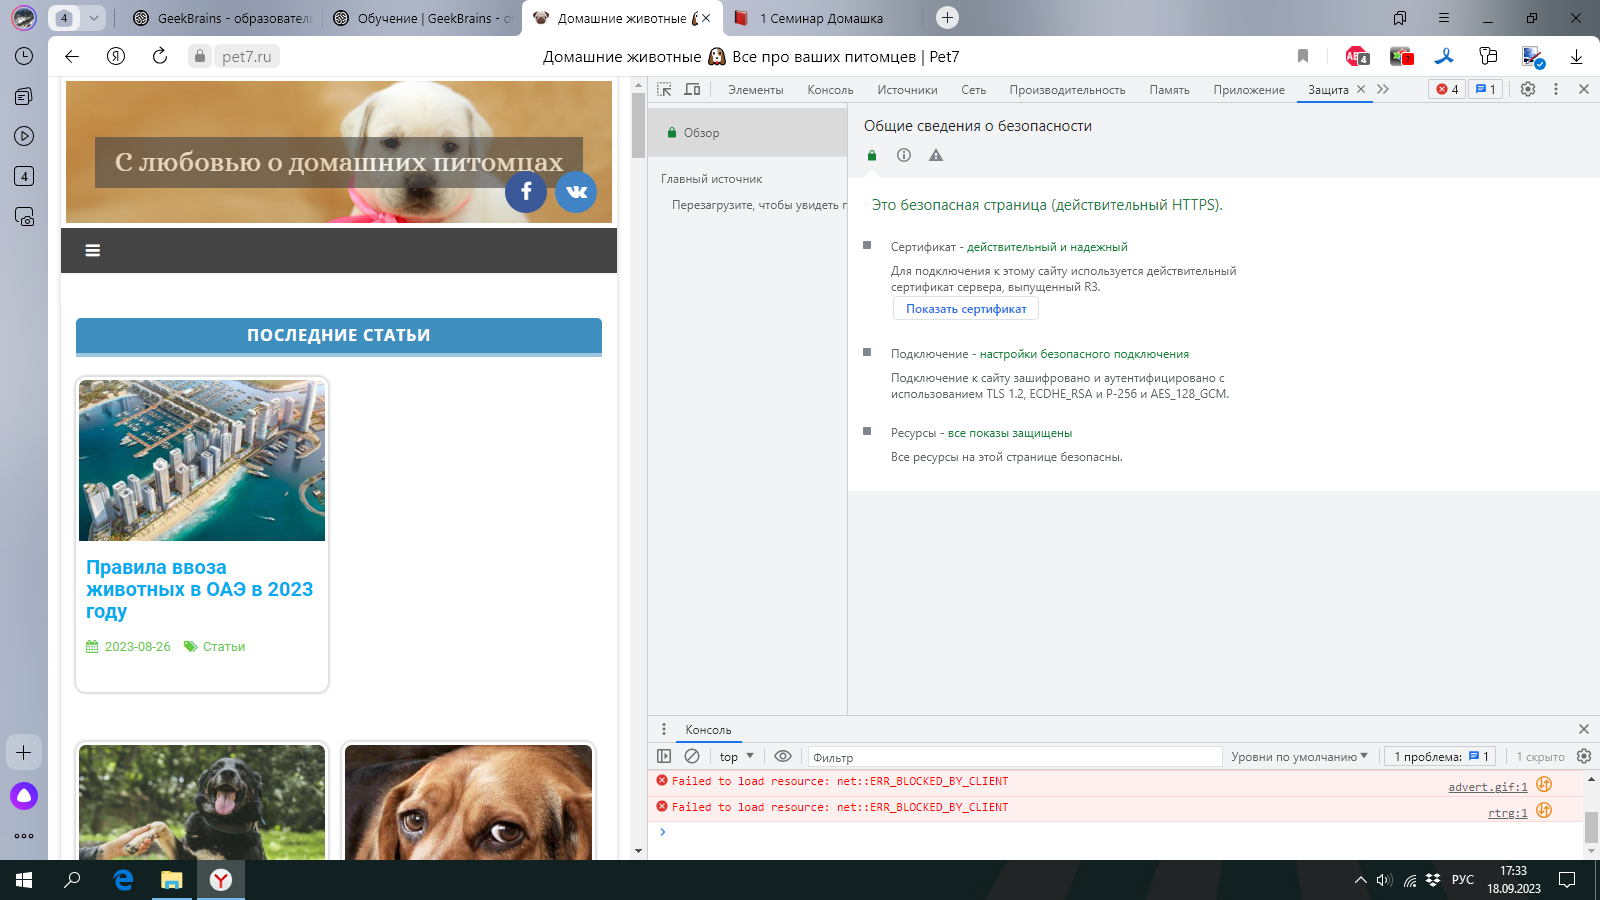 4
GeekBrains - образователь
Обучение | GeekBrains - о
Домашние животные
1 Семинар Домашка
pet7.ru
Домашние животные 🐶 Все про ваших питомцев | Pet7
4
С любовью о домашних питомцах
ПОСЛЕДНИЕ СТАТЬИ
Правила ввоза
животных в ОАЭ в 2023
году
2023-08-26 Статьи
Элементы Консоль Источники Сеть Производительность Память Приложение Защита
4 1
Обзор
Главный источник
Перезагрузите, чтобы увидеть г
Общие сведения о безопасности
Это безопасная страница (действительный HTTPS).
Сертификат - действительный и надежный
Для подключения к этому сайту используется действительный
сертификат сервера, выпущенный R3.
Показать сертификат
Подключение - настройки безопасного подключения
Подключение к сайту зашифровано и аутентифицировано с
использованием TLS 1.2, ECDHE_RSA и P-256 и AES_128_GCM.
Ресурсы - все показы защищены
Все ресурсы на этой странице безопасны.
Консоль
top Фильтр Уровни по умолчанию 1 проблема: 1 1 скрыто
Failed to load resource: net::ERR_BLOCKED_BY_CLIENT advert.gif:1
Failed to load resource: net::ERR_BLOCKED_BY_CLIENT rtrg:1
4
РУС
17:33
18.09.2023